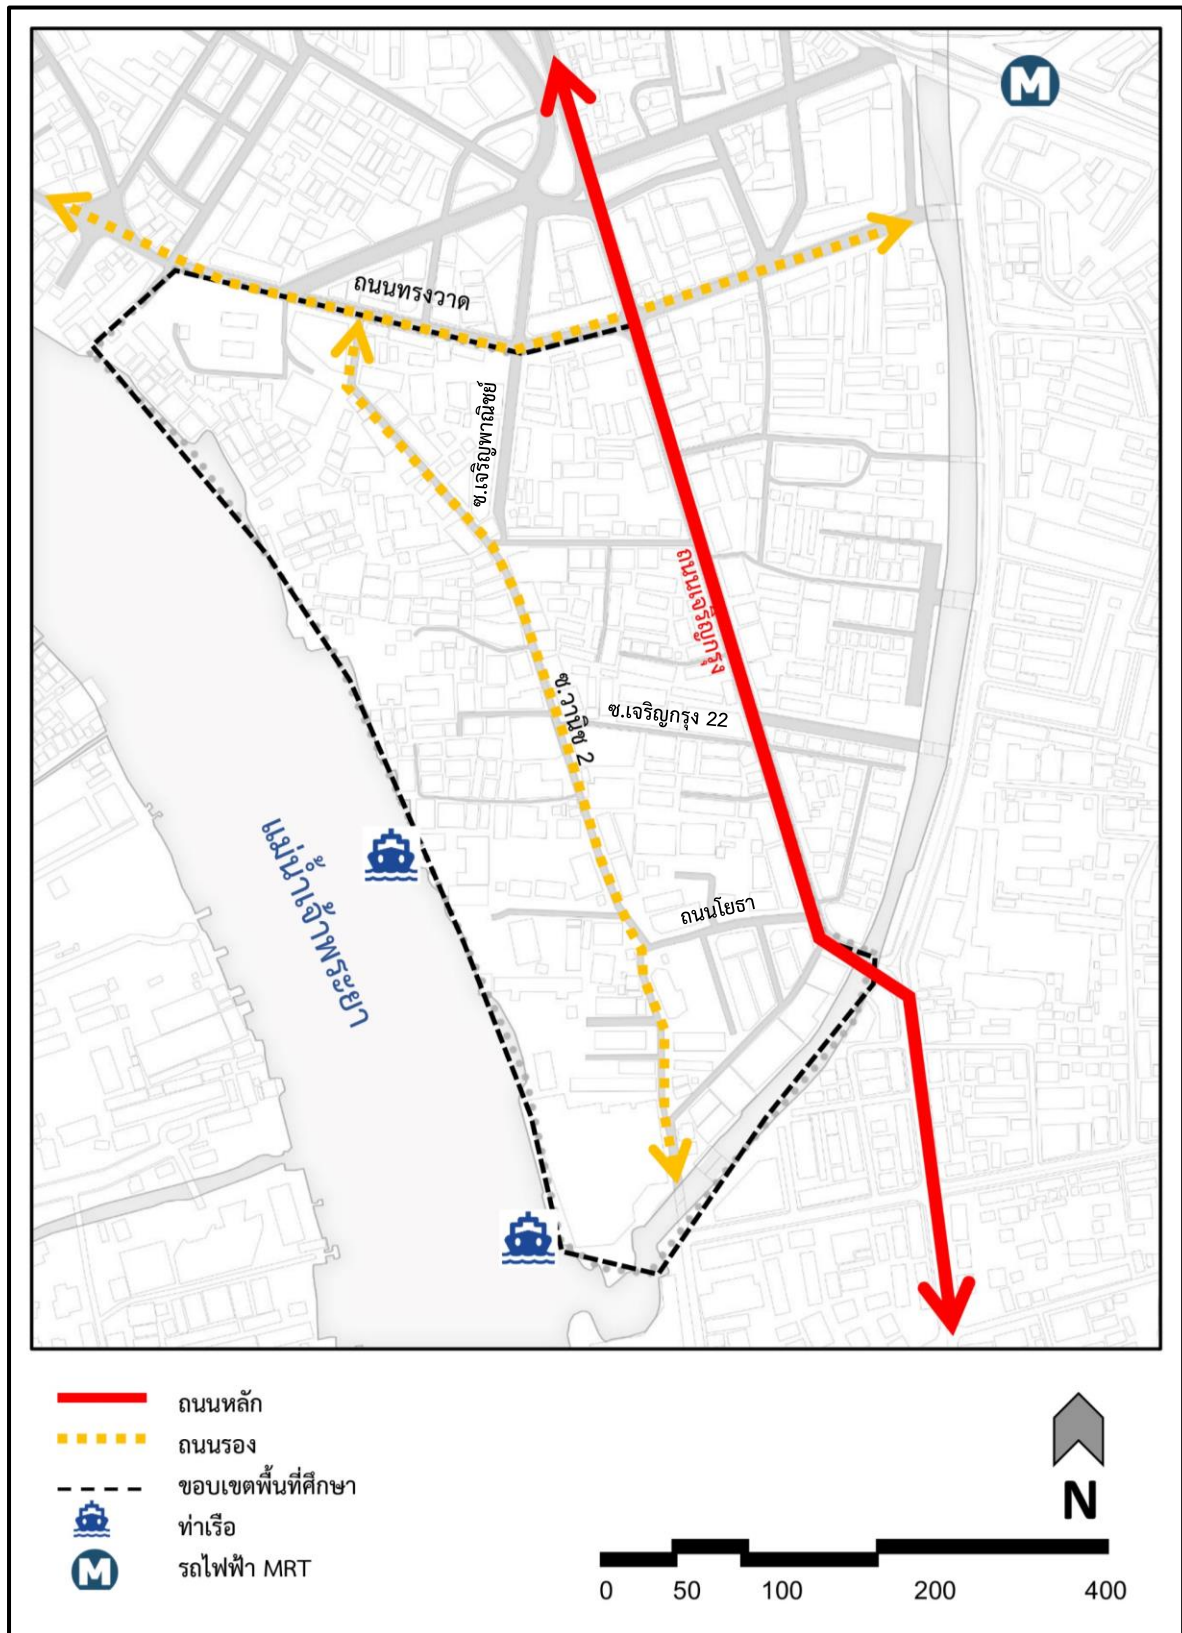 M
ถนนทรงวาด
ซ.เจริญพาณิชย์
ถนนเจริญกรุง
ซ.วานิช 2
ซ.เจริญกรุง 22
ถนนโยธา
แม่น้ำเจ้าพระยา
ถนนหลัก
ถนนรอง
ขอบเขตพื้นที่ศึกษา
ท่าเรือ
M รถไฟฟ้า MRT
N
0 50 100 200 400